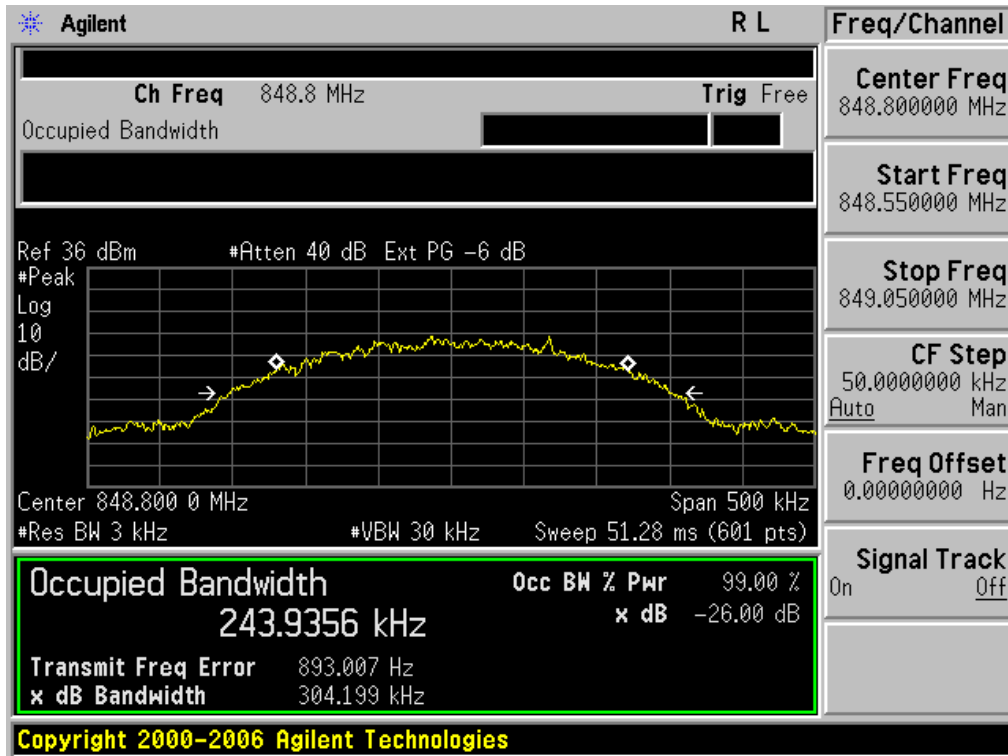 Agilent R L Freq/Channel
Ch Freq 848.8 MHz Trig Free
Occupied Bandwidth
Center Freq
848.800000 MHz
Start Freq
848.550000 MHz
Stop Freq
849.050000 MHz
CF Step
50.0000000 kHz
Auto Man
Freq Offset
0.00000000 Hz
Signal Track
On Off
Ref 36 dBm #Atten 40 dB Ext PG -6 dB
#Peak
Log
10
dB/
Center 848.800 0 MHz Span 500 kHz
#Res BW 3 kHz #VBW 30 kHz Sweep 51.28 ms (601 pts)
Occupied Bandwidth Occ BW % Pwr 99.00 %
243.9356 kHz x dB -26.00 dB
Transmit Freq Error 893.007 Hz
x dB Bandwidth 304.199 kHz
Copyright 2000-2006 Agilent Technologies